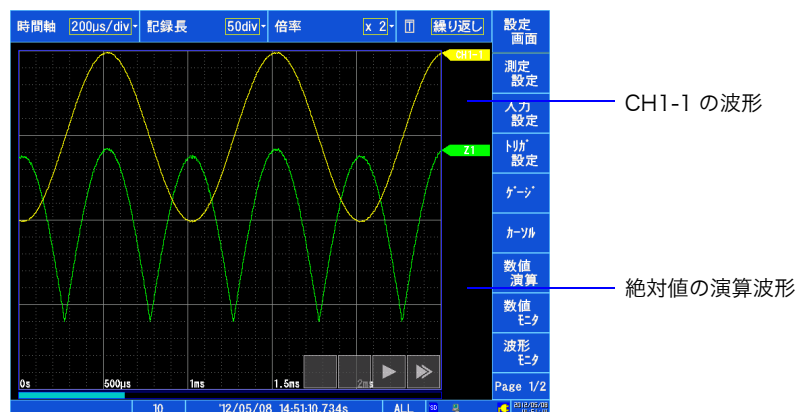 時間軸 200μs/div 記録長 50div 倍率 x 2 繰り返し
設定
画面
CH1-1
測定
設定
CH1-1 の波形
入力
設定
トリガ
設定
Z1
ゲージ
カーソル
数値
演算
絶対値の演算波形
数値
モニタ
波形
モニタ
0s 500μs 1ms 1.5ms 2ms
Page 1/2
10 '12/05/08 14:51:10.734s ALL SD